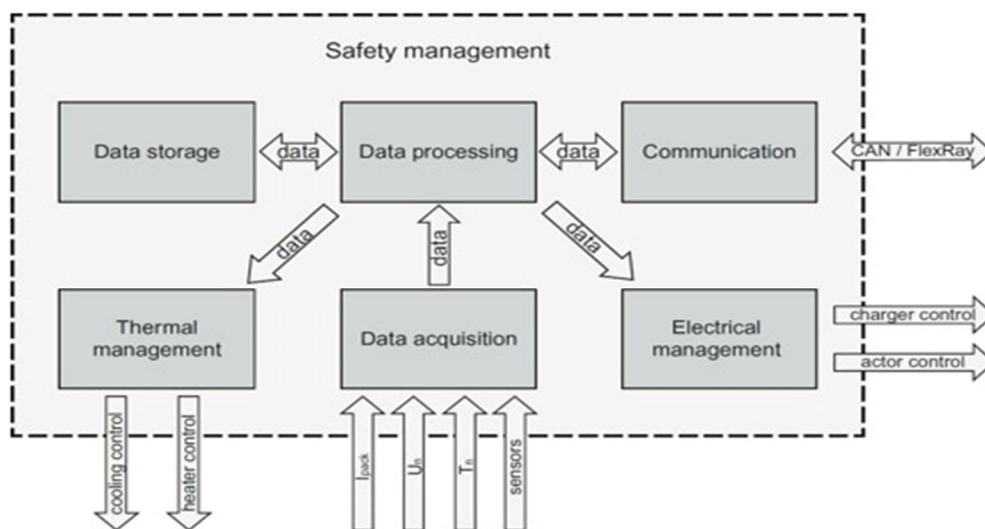 Safety management
Data storage
data
Data processing
data
Communication
CAN / FlexRay
data
data
data
Thermal
management
Data acquisition
Electrical
management
charger control
actor control
cooling control
heater control
Ipack
Un
Tn
sensors